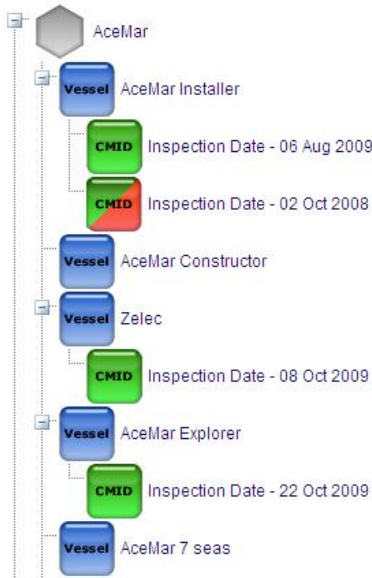 AceMar
Vessel AceMar Installer
CMID Inspection Date - 06 Aug 2009
CMID Inspection Date - 02 Oct 2008
Vessel AceMar Constructor
Vessel Zelec
CMID Inspection Date - 08 Oct 2009
Vessel AceMar Explorer
CMID Inspection Date - 22 Oct 2009
Vessel AceMar 7 seas